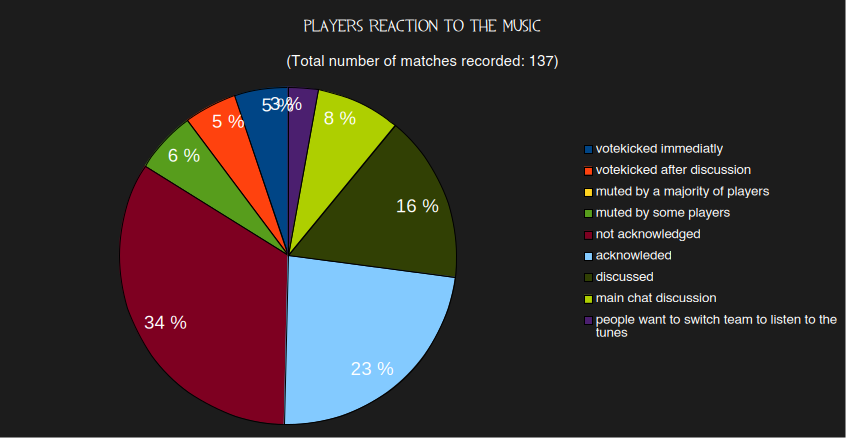 PLAYERS REACTION TO THE MUSIC
(Total number of matches recorded: 137)
5 %
3 %
8 %
5 %
6 %
16 %
34 %
23 %
votekicked immediatly
votekicked after discussion
muted by a majority of players
muted by some players
not acknowledged
acknowleded
discussed
main chat discussion
people want to switch team to listen to the
tunes